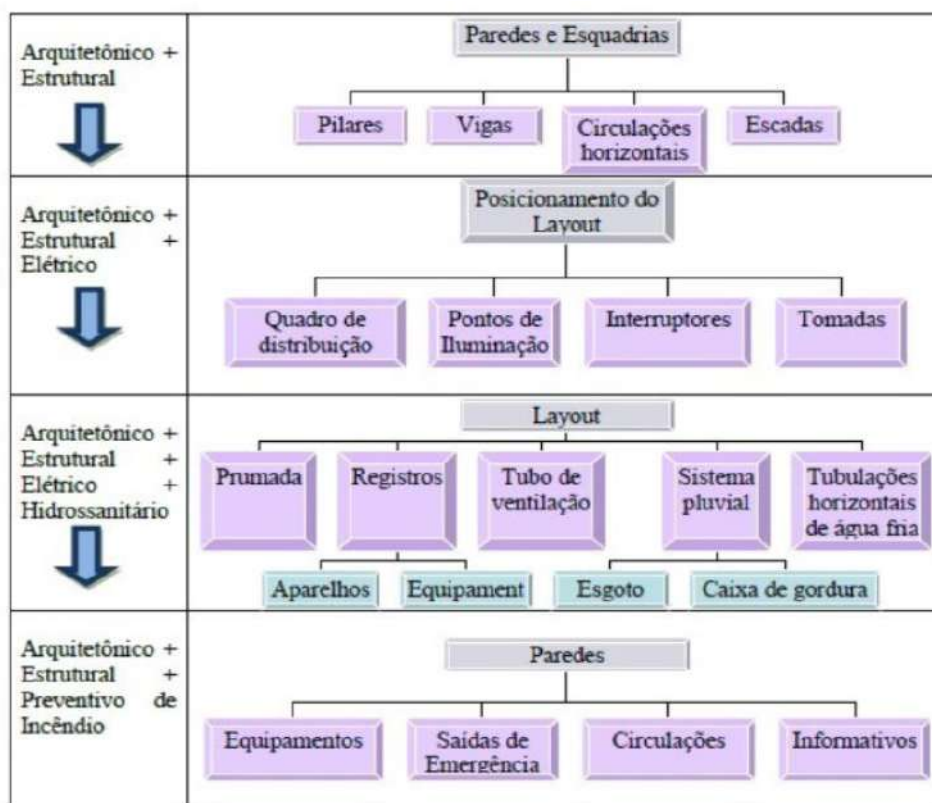 Arquitetônico +
Estrutural
Paredes e Esquadrias
Pilares
Vigas
Circulações
horizontais
Escadas
Arquitetônico +
Estrutural +
Elétrico
Posicionamento do
Layout
Quadro de
distribuição
Pontos de
Iluminação
Interruptores
Tomadas
Arquitetônico +
Estrutural +
Elétrico +
Hidrossanitário
Layout
Prumada
Registros
Tubo de
ventilação
Sistema
pluvial
Tubulações
horizontais
de água fria
Aparelhos
Equipament
Esgoto
Caixa de gordura
Arquitetônico +
Estrutural +
Preventivo de
Incêndio
Paredes
Equipamentos
Saídas de
Emergência
Circulações
Informativos